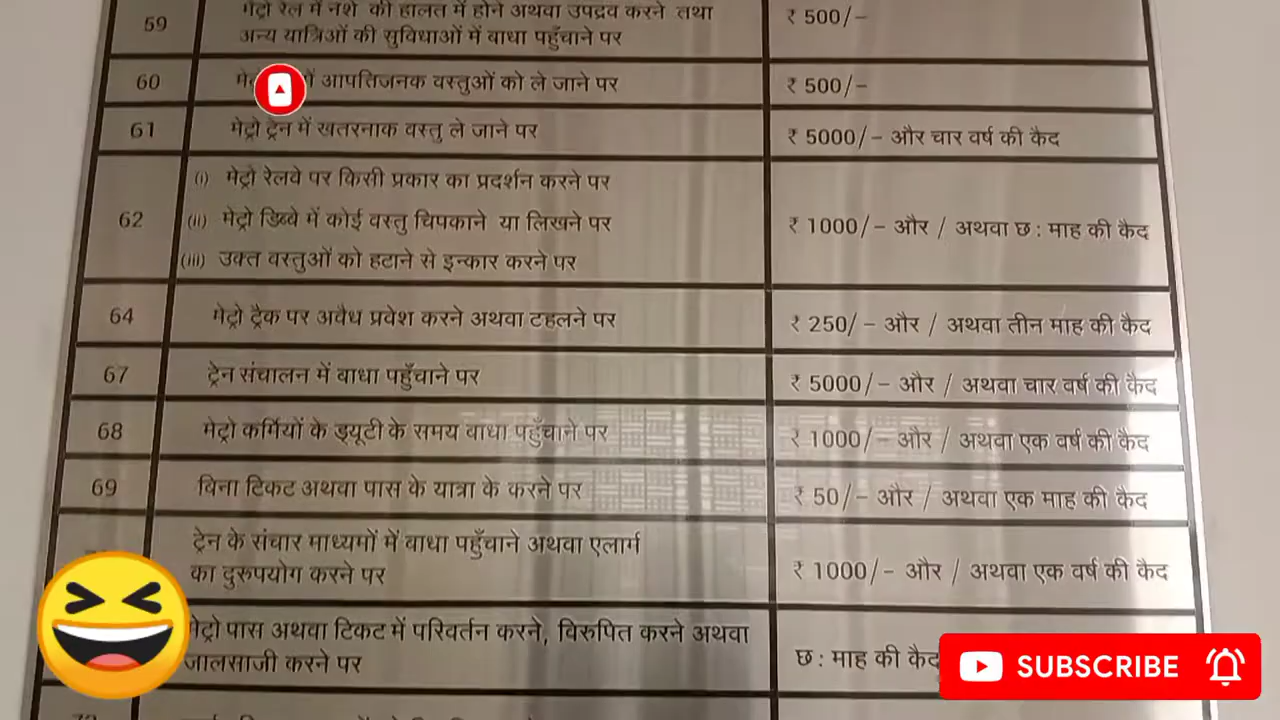 59 मेट्रो रेल में नशे की हालत में होने अथवा उपद्रव करने तथा ₹ 500/-
अन्य यात्रिओं की सुविधाओं में बाधा पहुँचाने पर
60 आपतिजनक वस्तुओं को ले जाने पर ₹ 500/-
61 मेट्रो ट्रेन में खतरनाक वस्तु ले जाने पर ₹ 5000/- और चार वर्ष की कैद
(i) मेट्रो रेलवे पर किसी प्रकार का प्रदर्शन करने पर
62 (ii) मेट्रो डिब्वे में कोई वस्तु चिपकाने या लिखने पर ₹ 1000/- और / अथवा छ : माह की कैद
(iii) उक्त वस्तुओं को हटाने से इन्कार करने पर
64 मेट्रो ट्रैक पर अवैध प्रवेश करने अथवा टहलने पर ₹ 250/- और / अथवा तीन माह की कैद
67 ट्रेन संचालन में बाधा पहुँचाने पर ₹ 5000/- और / अथवा चार वर्ष की कैद
68 मेट्रो कर्मियों के ड्यूटी के समय बाधा पहुँचाने पर ₹ 1000/- और / अथवा एक वर्ष की कैद
69 विना टिकट अथवा पास के यात्रा के करने पर ₹ 50/- और / अथवा एक माह की कैद
ट्रेन के संचार माध्यमों में बाधा पहुँचाने अथवा एलार्म
का दुरुपयोग करने पर ₹ 1000/- और / अथवा एक वर्ष की कैद
मेट्रो पास अथवा टिकट में परिवर्तन करने, विरुपित करने अथवा
जालसाजी करने पर छ : माह की कैद
SUBSCRIBE